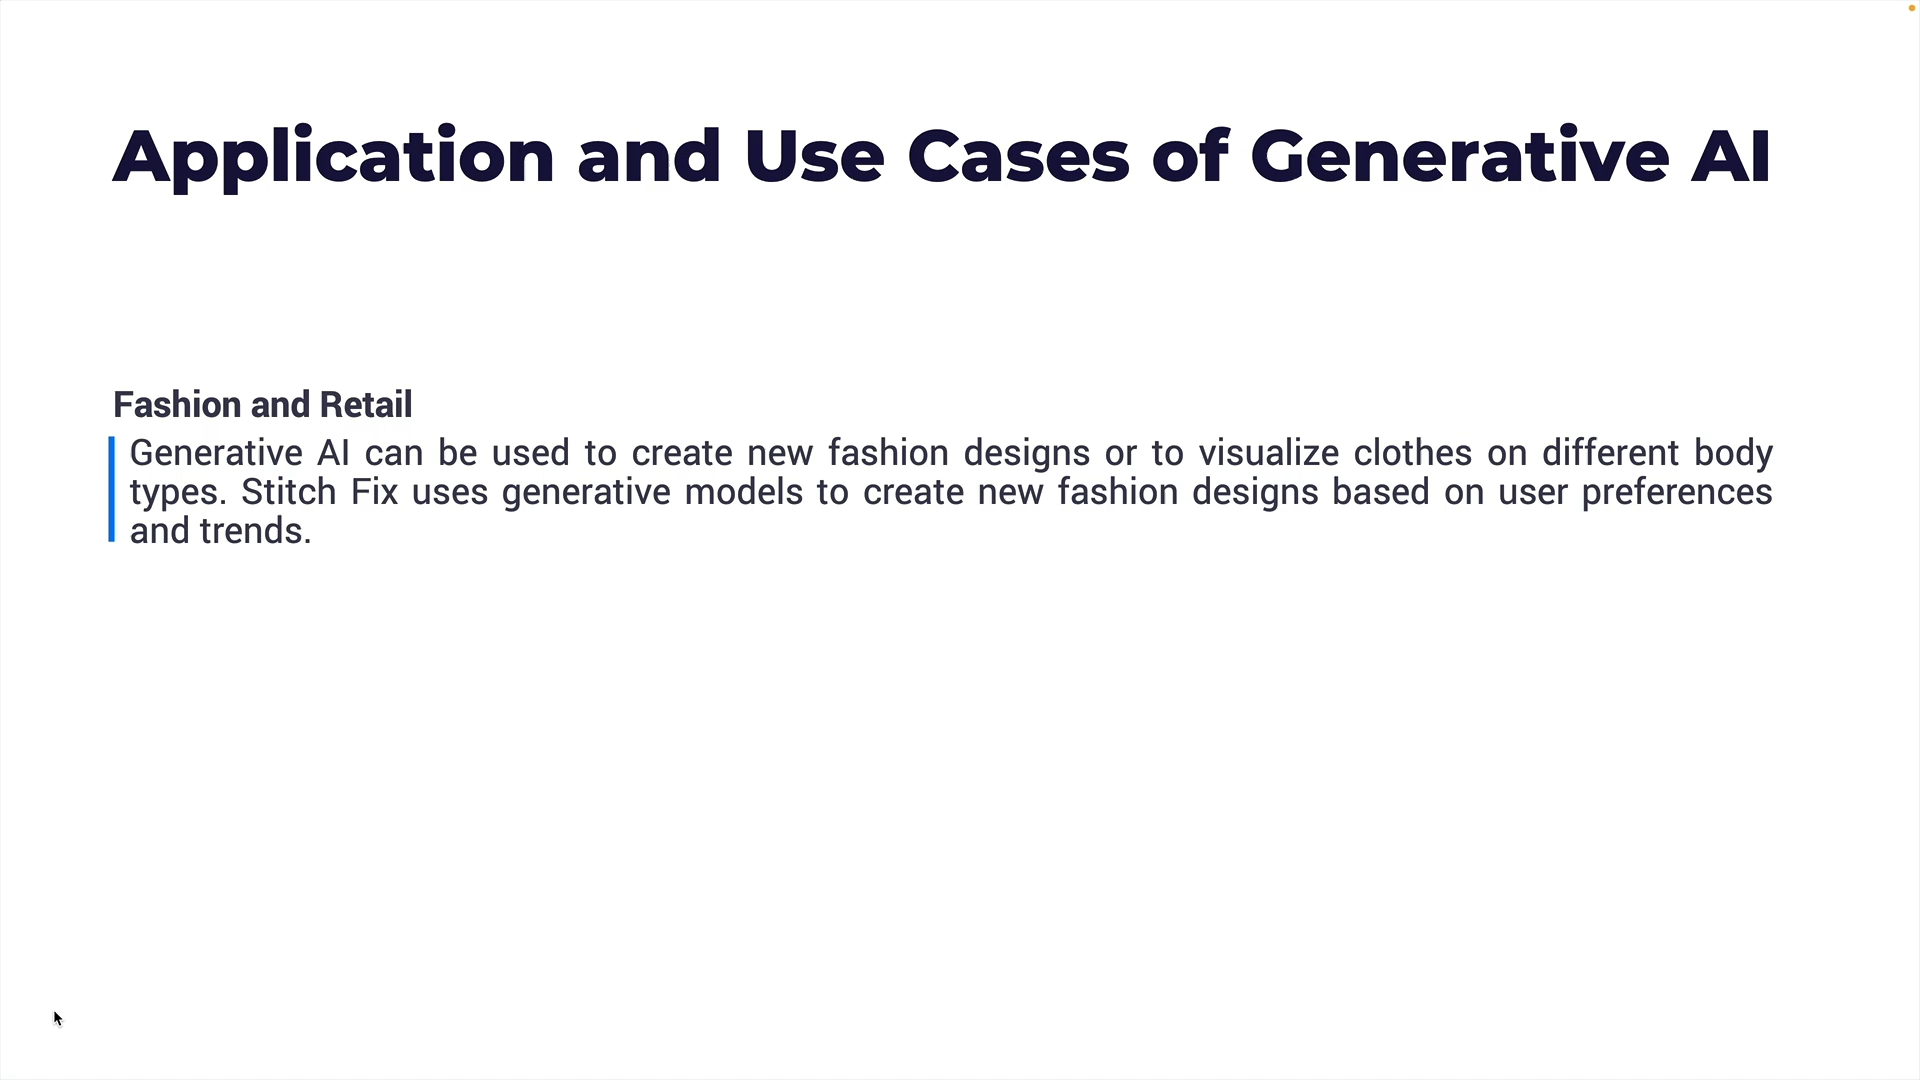 Application and Use Cases of Generative AI
Fashion and Retail
Generative AI can be used to create new fashion designs or to visualize clothes on different body
types. Stitch Fix uses generative models to create new fashion designs based on user preferences
and trends.